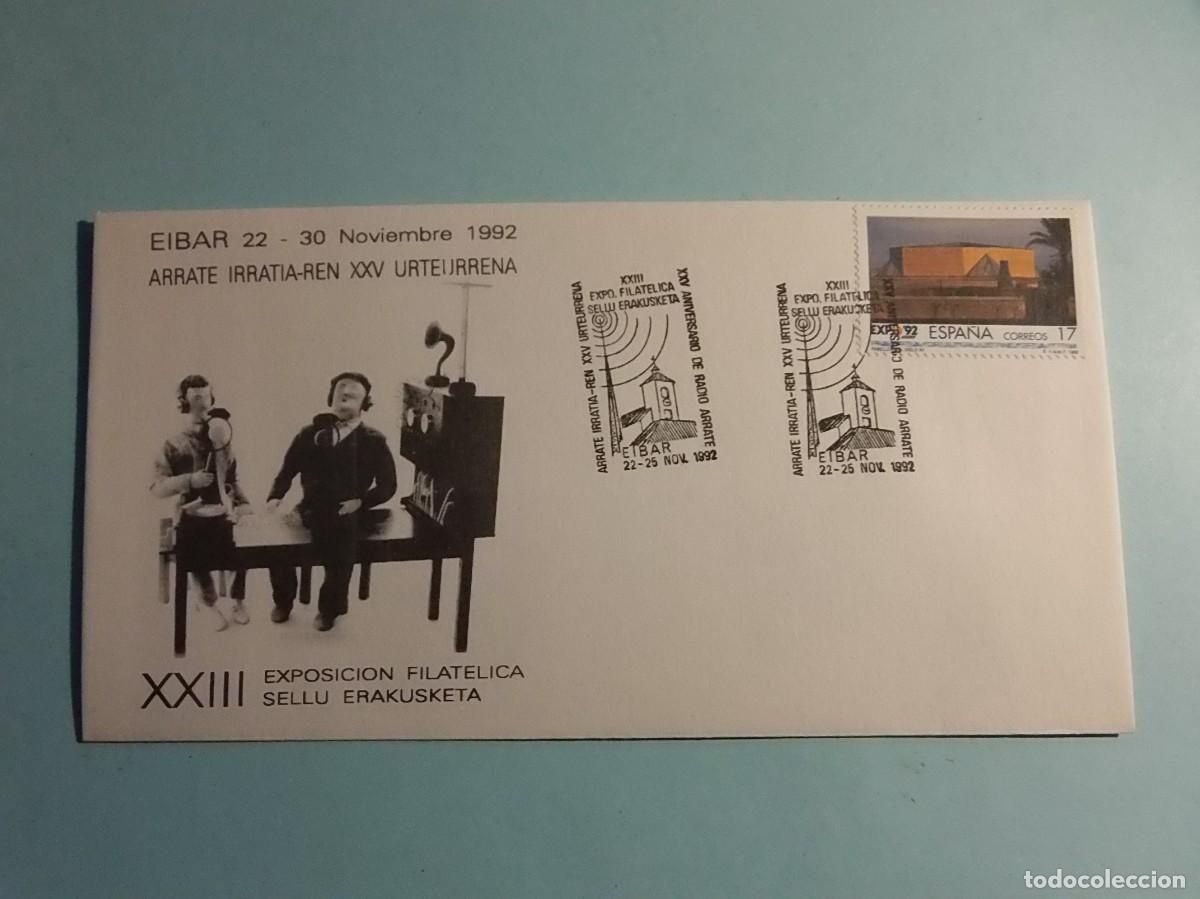 EIBAR 22 - 30 Noviembre 1992
ARRATE IRRATIA-REN XXV URTEURRENA
XXIII
EXPO. FILATELICA
SELLU ERAKUSKETA
ARRATE IRRATIA-REN XXV URTEURRENA
XXV ANIVERSARIO DE RADIO ARRATE
EIBAR
22-25 NOV. 1992
XXIII
EXPO. FILATELICA
SELLU ERAKUSKETA
ARRATE IRRATIA-REN XXV URTEURRENA
XXV ANIVERSARIO DE RADIO ARRATE
EIBAR
22-25 NOV. 1992
EXPO 92 ESPAÑA CORREOS 17
XXIII EXPOSICION FILATELICA
SELLU ERAKUSKETA
todocoleccion